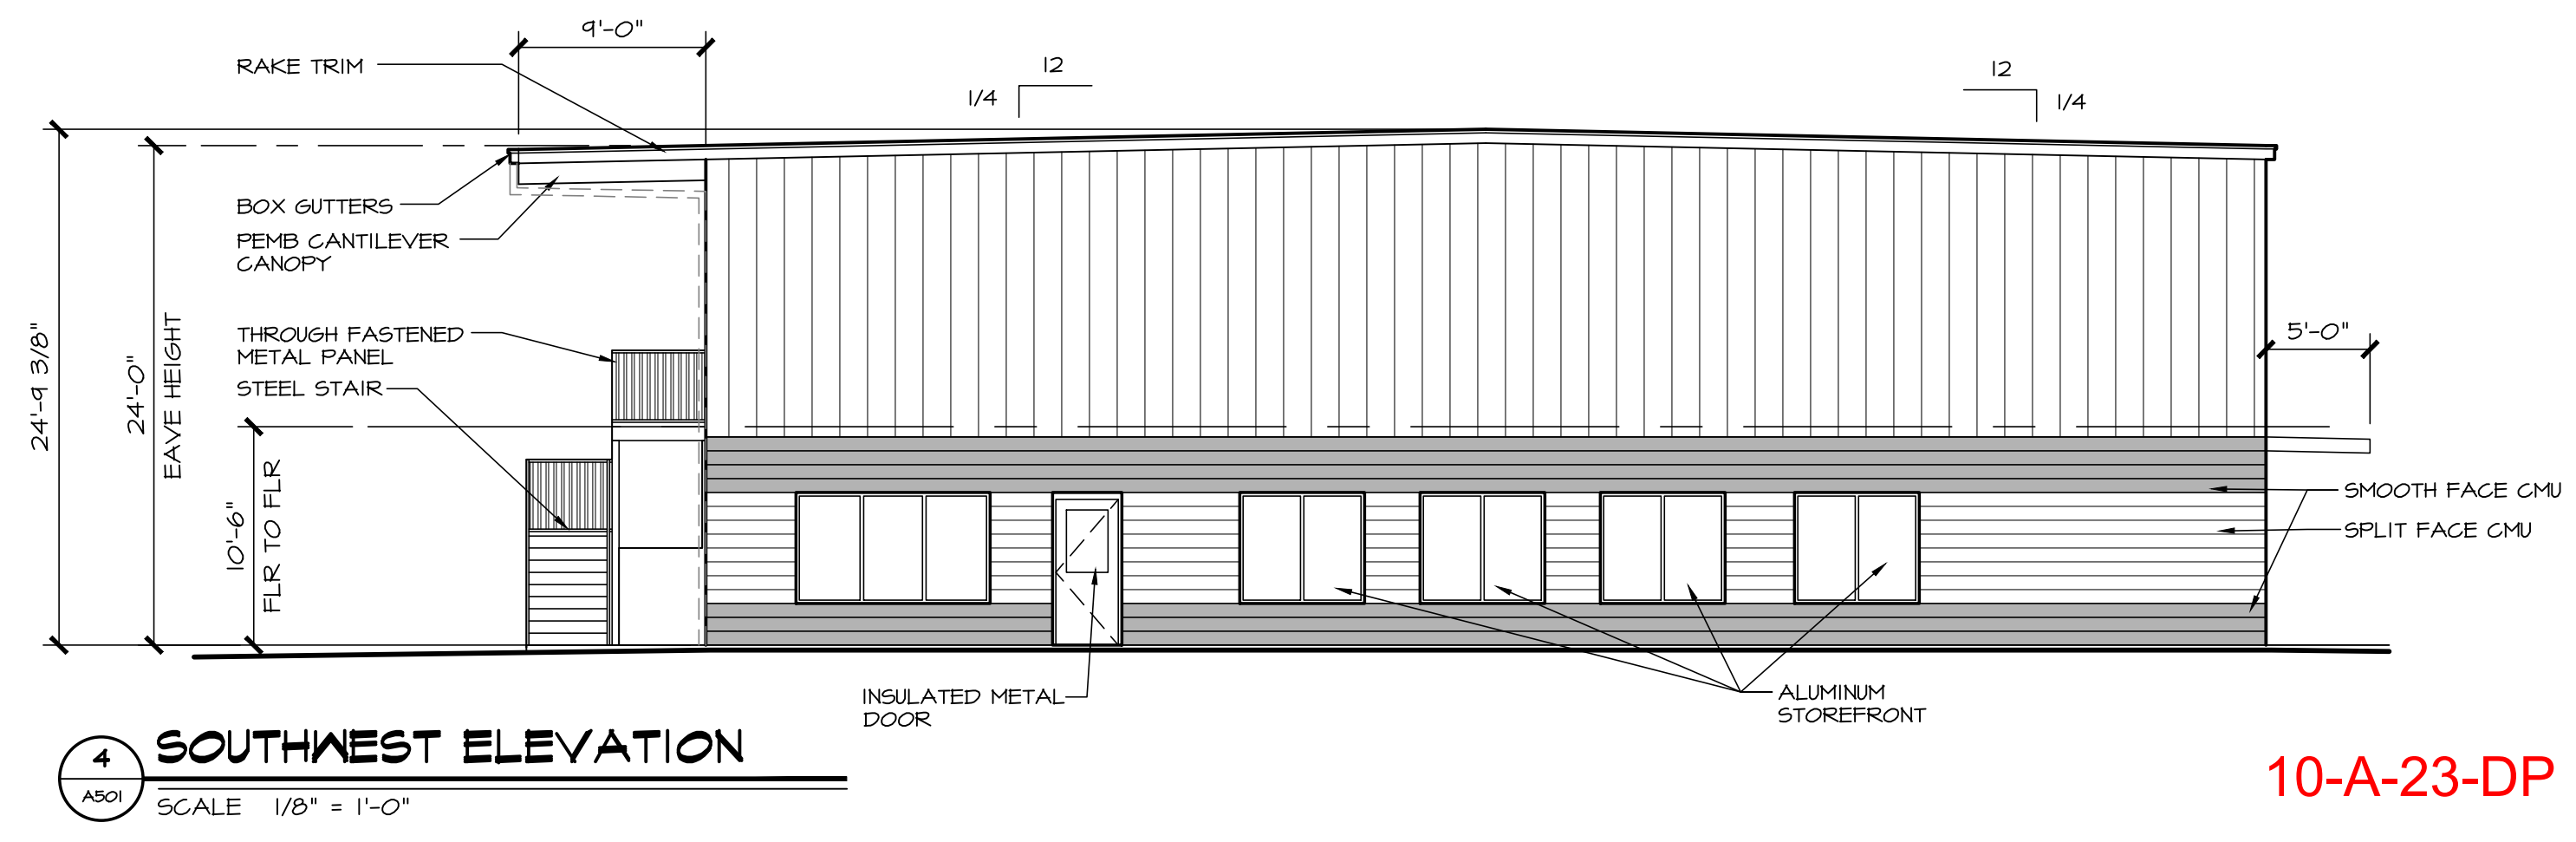 9'-0"
RAKE TRIM
12
1/4
12
1/4
BOX GUTTERS
PEMB CANTILEVER
CANOPY
THROUGH FASTENED
METAL PANEL
STEEL STAIR
24'-9 3/8"
24'-0"
EAVE HEIGHT
10'-6"
FLR TO FLR
5'-0"
SMOOTH FACE CMU
SPLIT FACE CMU
INSULATED METAL
DOOR
ALUMINUM
STOREFRONT
4
A501
SOUTHWEST ELEVATION
SCALE 1/8" = 1'-0"
10-A-23-DP